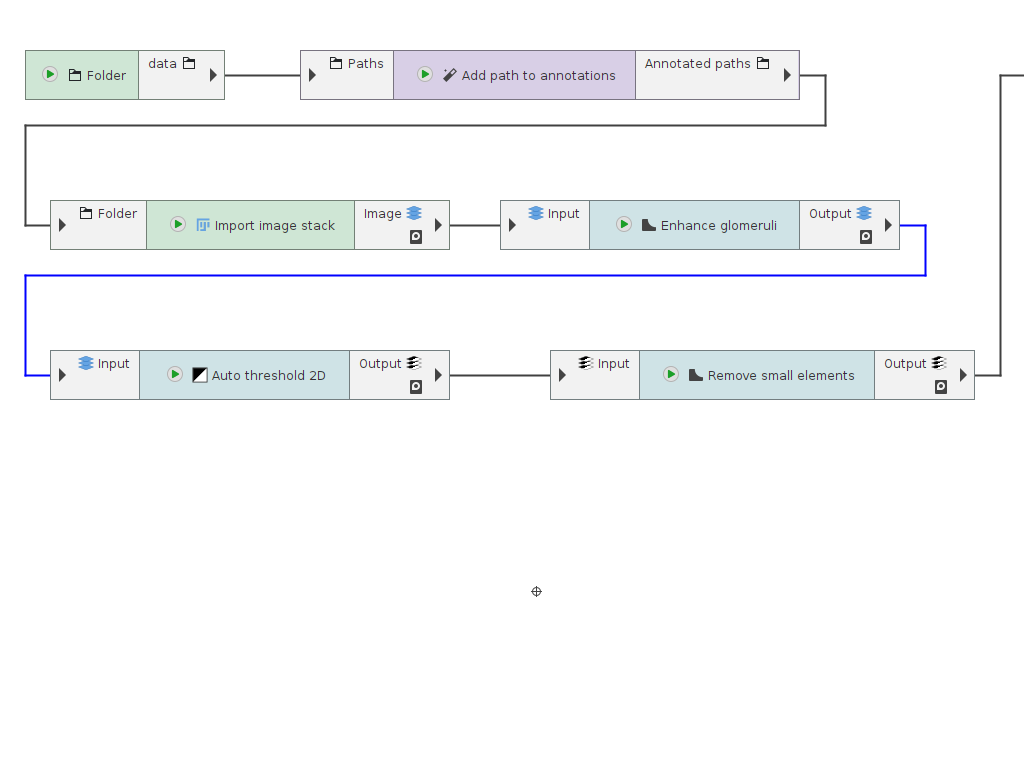 Folder
data
Paths
Add path to annotations
Annotated paths
Folder
Import image stack
Image
Input
Enhance glomeruli
Output
Input
Auto threshold 2D
Output
Input
Remove small elements
Output